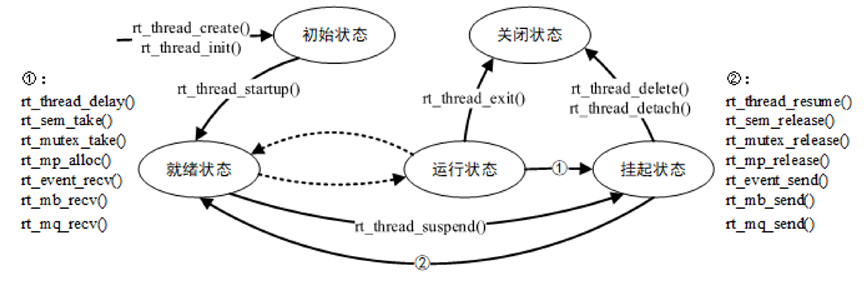 rt_thread_create()
rt_thread_init()
初始状态
关闭状态
①：
rt_thread_delay()
rt_sem_take()
rt_mutex_take()
rt_mp_alloc()
rt_event_recv()
rt_mb_recv()
rt_mq_recv()
rt_thread_startup()
rt_thread_exit()
rt_thread_delete()
rt_thread_detach()
②：
rt_thread_resume()
rt_sem_release()
rt_mutex_release()
rt_mp_release()
rt_event_send()
rt_mb_send()
rt_mq_send()
就绪状态
运行状态
①
挂起状态
rt_thread_suspend()
②